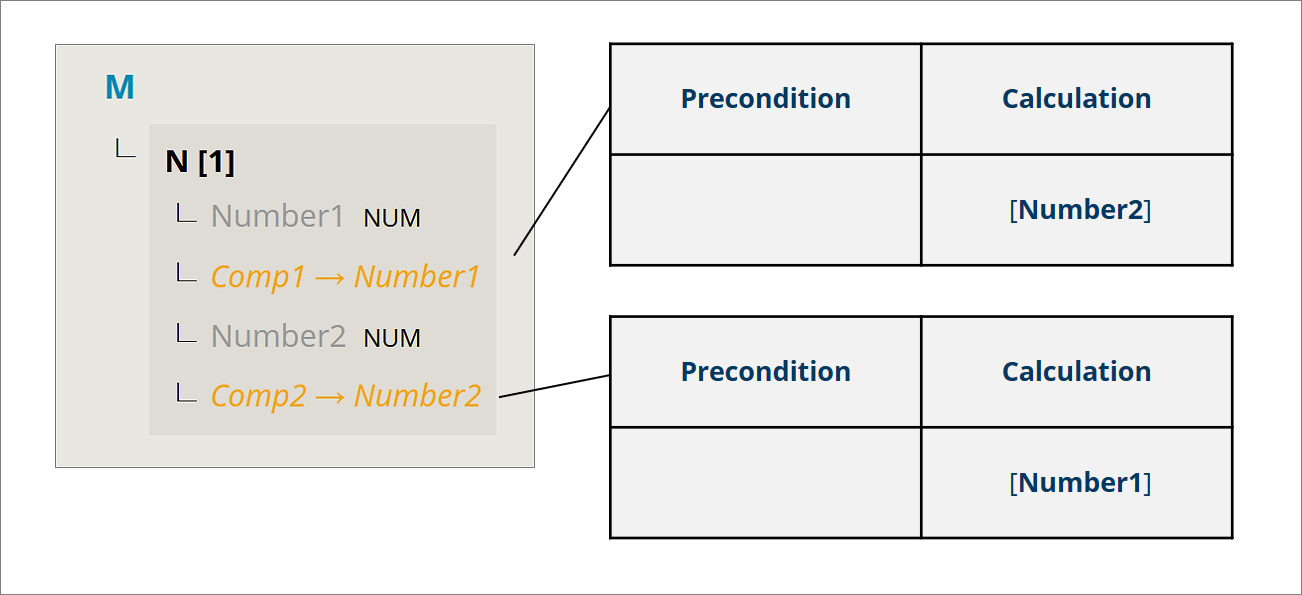 M
N [1]
Number1 NUM
Comp1 → Number1
Number2 NUM
Comp2 → Number2
Precondition Calculation
[Number2]
Precondition Calculation
[Number1]